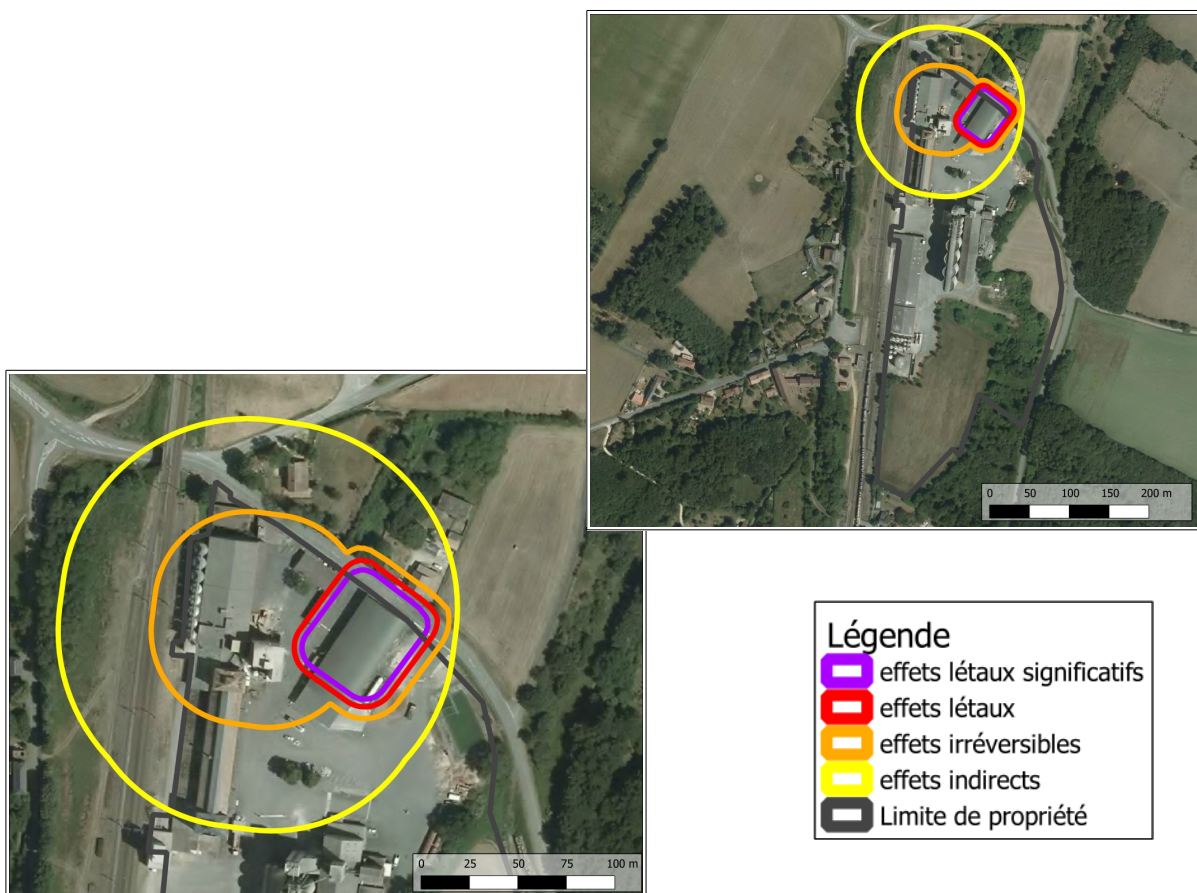 0 50 100 150 200 m
0 25 50 75 100 m
Légende
effets létaux significatifs
effets létaux
effets irréversibles
effets indirects
Limite de propriété